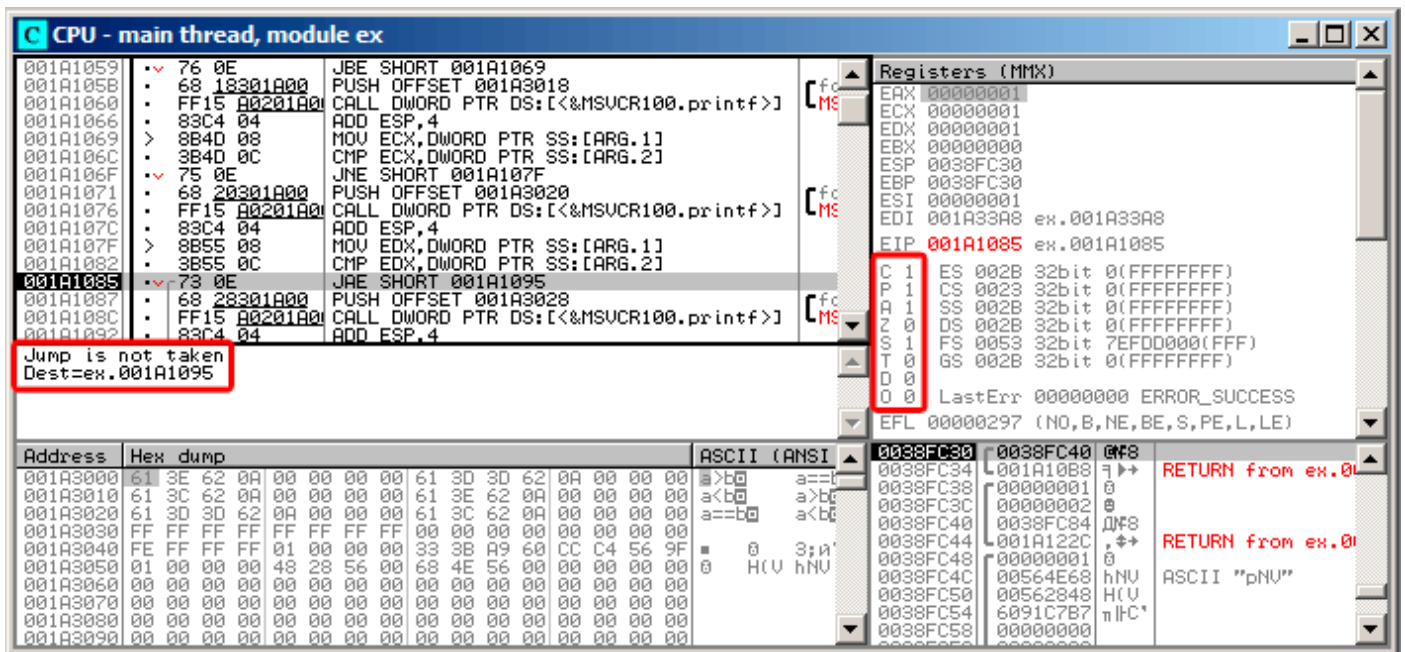 CPU - main thread, module ex
001A1059 76 0E JBE SHORT 001A1069
001A105B 68 18301A00 PUSH OFFSET 001A3018
001A1060 FF15 A0201A00 CALL DWORD PTR DS:[<&MSVCR100.printf>]
001A1066 83C4 04 ADD ESP,4
001A1069 > 8B4D 08 MOV ECX,DWORD PTR SS:[ARG.1]
001A106C 3B4D 0C CMP ECX,DWORD PTR SS:[ARG.2]
001A106F 75 0E JNE SHORT 001A107F
001A1071 68 20301A00 PUSH OFFSET 001A3020
001A1076 FF15 A0201A00 CALL DWORD PTR DS:[<&MSVCR100.printf>]
001A107C 83C4 04 ADD ESP,4
001A107F > 8B55 08 MOV EDX,DWORD PTR SS:[ARG.1]
001A1082 3B55 0C CMP EDX,DWORD PTR SS:[ARG.2]
001A1085 73 0E JAE SHORT 001A1095
001A1087 68 28301A00 PUSH OFFSET 001A3028
001A108C FF15 A0201A00 CALL DWORD PTR DS:[<&MSVCR100.printf>]
001A1092 83C4 04 ADD ESP,4
Jump is not taken
Dest=ex.001A1095
Registers (MMX)
EAX 00000001
ECX 00000001
EDX 00000001
EBX 00000000
ESP 0038FC30
EBP 0038FC30
ESI 00000001
EDI 001A33A8 ex.001A33A8
EIP 001A1085 ex.001A1085
C 1 ES 002B 32bit 0(FFFFFFFF)
P 1 CS 0023 32bit 0(FFFFFFFF)
A 1 SS 002B 32bit 0(FFFFFFFF)
Z 0 DS 002B 32bit 0(FFFFFFFF)
S 1 FS 0053 32bit 7EFDD000(FFF)
T 0 GS 002B 32bit 0(FFFFFFFF)
D 0
O 0 LastErr 00000000 ERROR_SUCCESS
EFL 00000297 (NO,B,NE,BE,S,PE,L,LE)
Address Hex dump ASCII (ANSI
001A3000 61 3E 62 0A 00 00 00 00 61 3D 3D 62 0A 00 00 00 a>b a==b
001A3010 61 3C 62 0A 00 00 00 00 61 3E 62 0A 00 00 00 00 a<b a>b
001A3020 61 3D 3D 62 0A 00 00 00 61 3C 62 0A 00 00 00 00 a==b a<b
001A3030 FF FF FF FF FF FF FF FF 00 00 00 00 00 00 00 00
001A3040 FE FF FF FF 01 00 00 00 33 3B A9 60 CC C4 56 9F
001A3050 01 00 00 00 48 28 56 00 68 4E 56 00 00 00 00 00 H(V hNV
001A3060 00 00 00 00 00 00 00 00 00 00 00 00 00 00 00 00
001A3070 00 00 00 00 00 00 00 00 00 00 00 00 00 00 00 00
001A3080 00 00 00 00 00 00 00 00 00 00 00 00 00 00 00 00
001A3090 00 00 00 00 00 00 00 00 00 00 00 00 00 00 00 00
0038FC30 0038FC40
0038FC34 001A10B8 RETURN from ex.00
0038FC38 00000001
0038FC3C 00000002
0038FC40 0038FC84
0038FC44 001A122C RETURN from ex.00
0038FC48 00000001
0038FC4C 00564E68 hNV ASCII "pNV"
0038FC50 00562848 H(V
0038FC54 6091C7B7
0038FC58 00000000